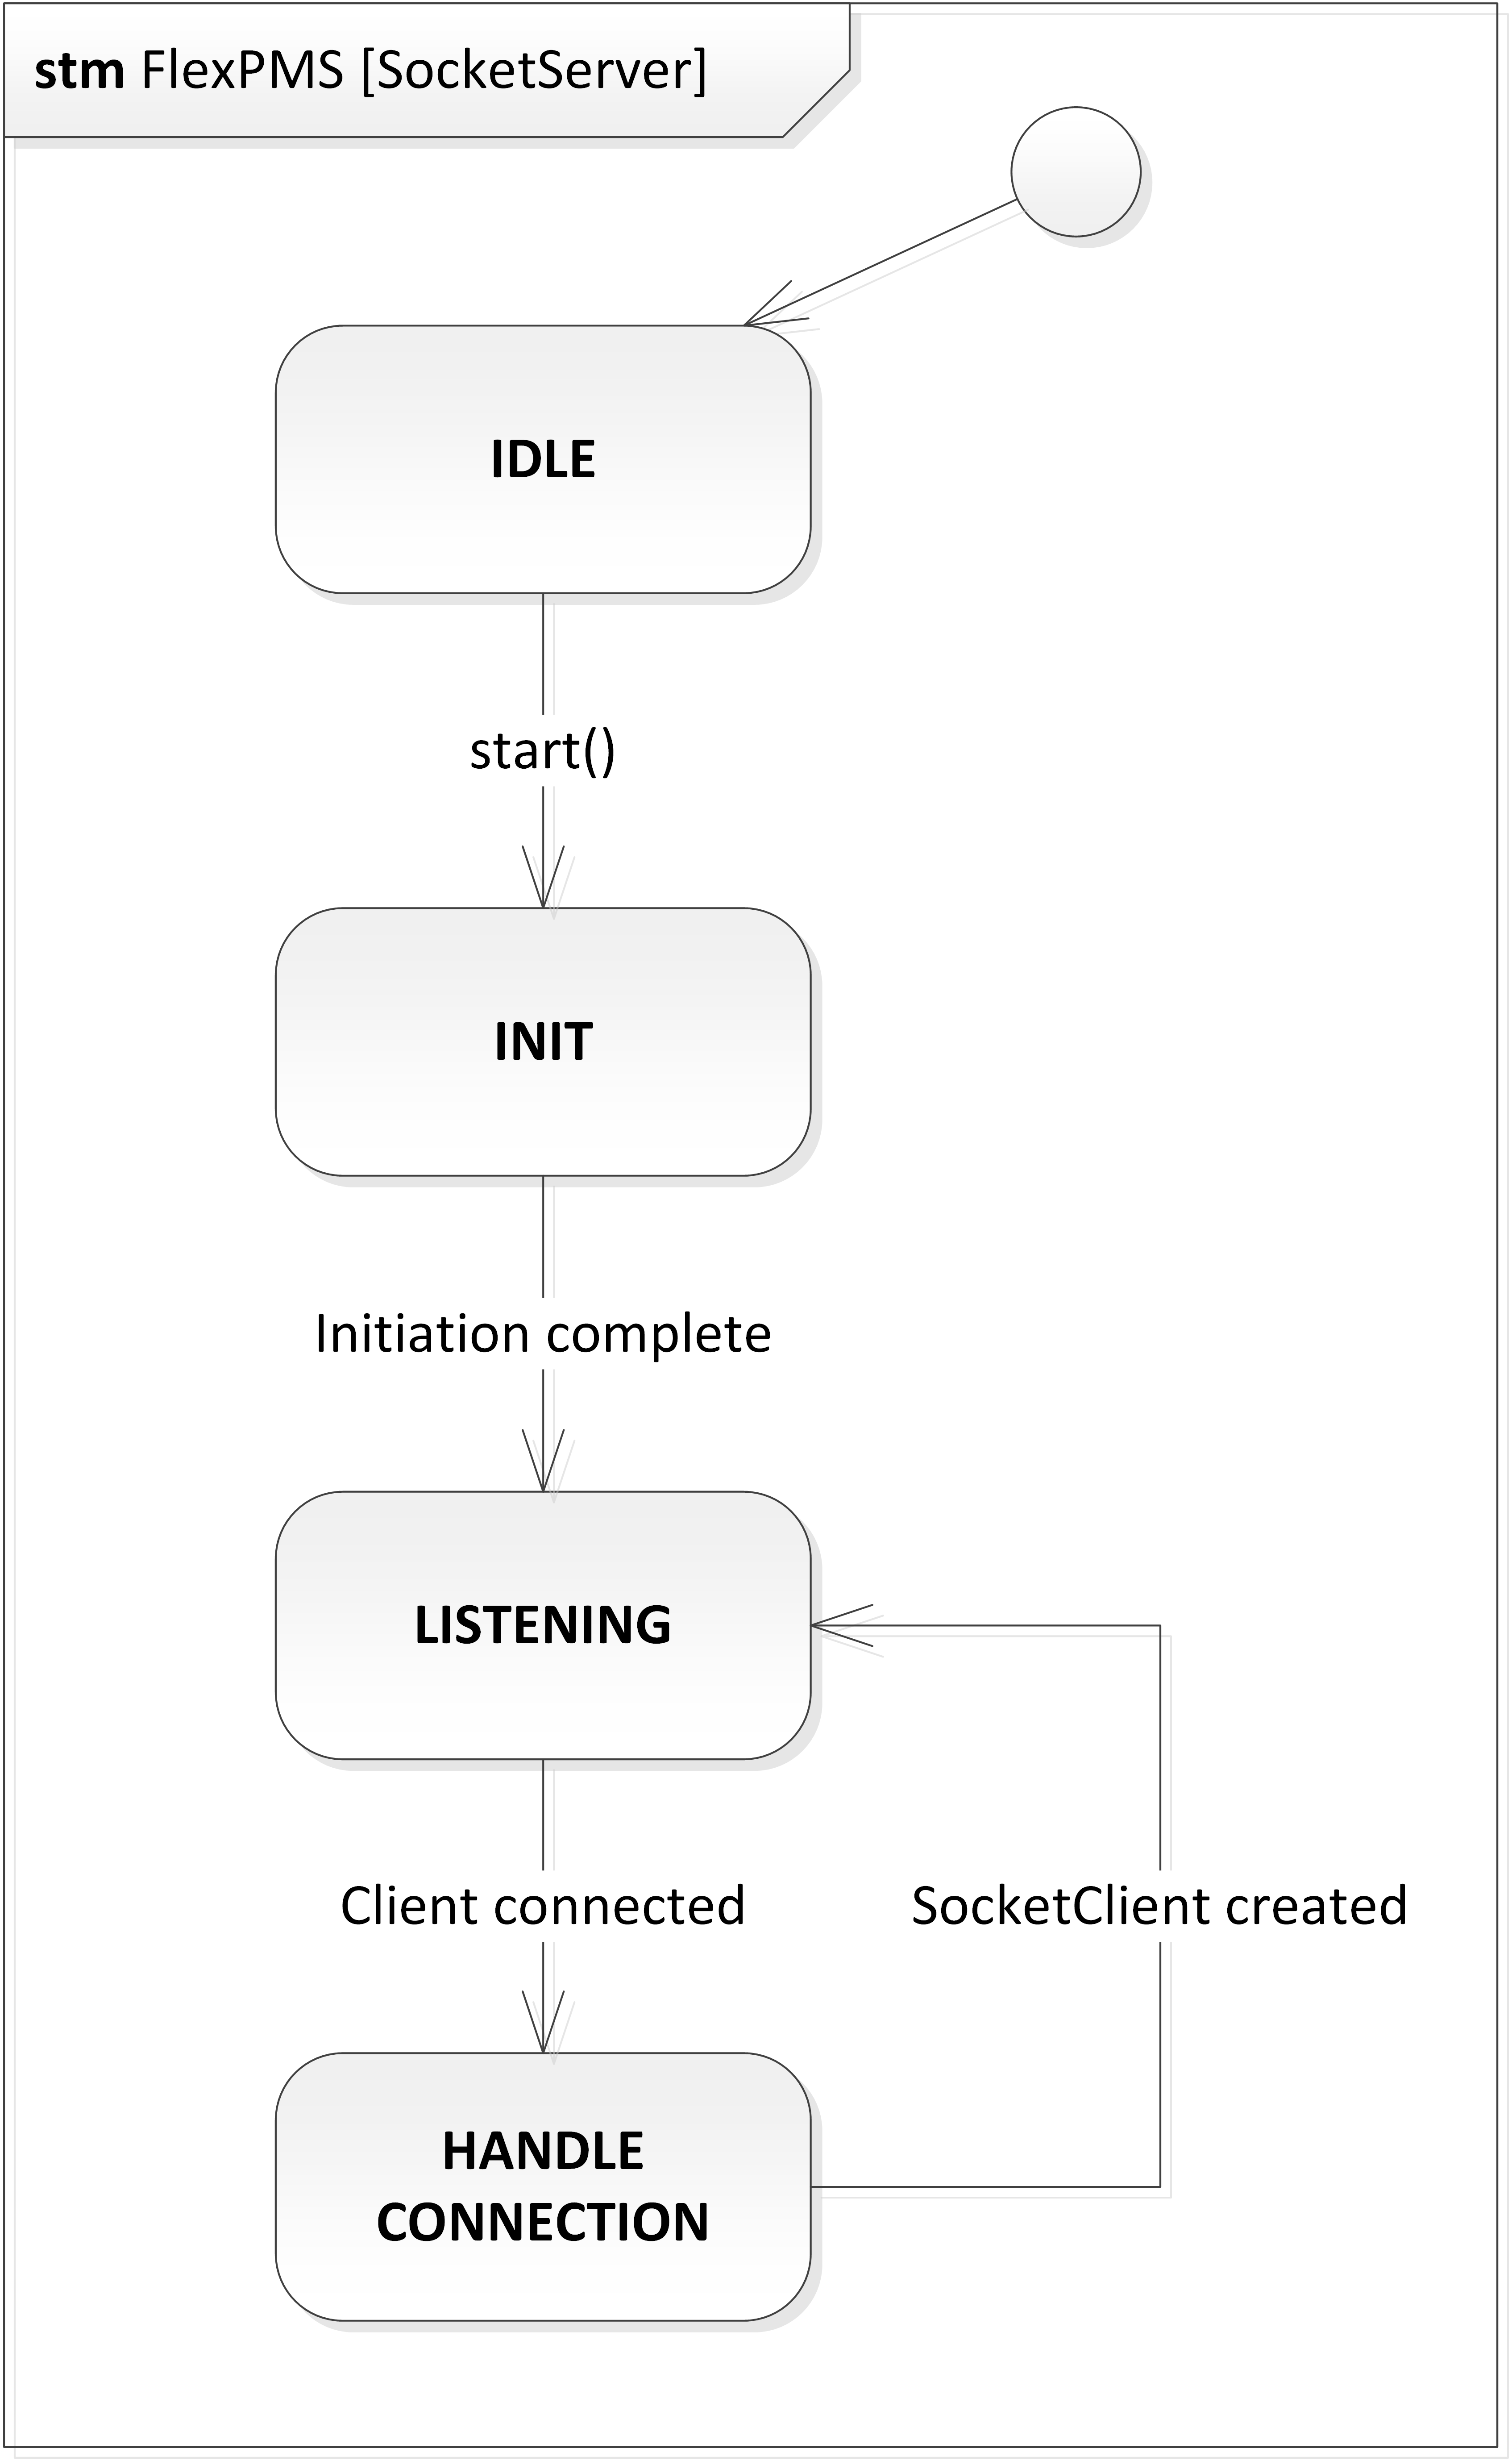 stm FlexPMS [SocketServer]
IDLE
start()
INIT
Initiation complete
LISTENING
Client connected
SocketClient created
HANDLE
CONNECTION